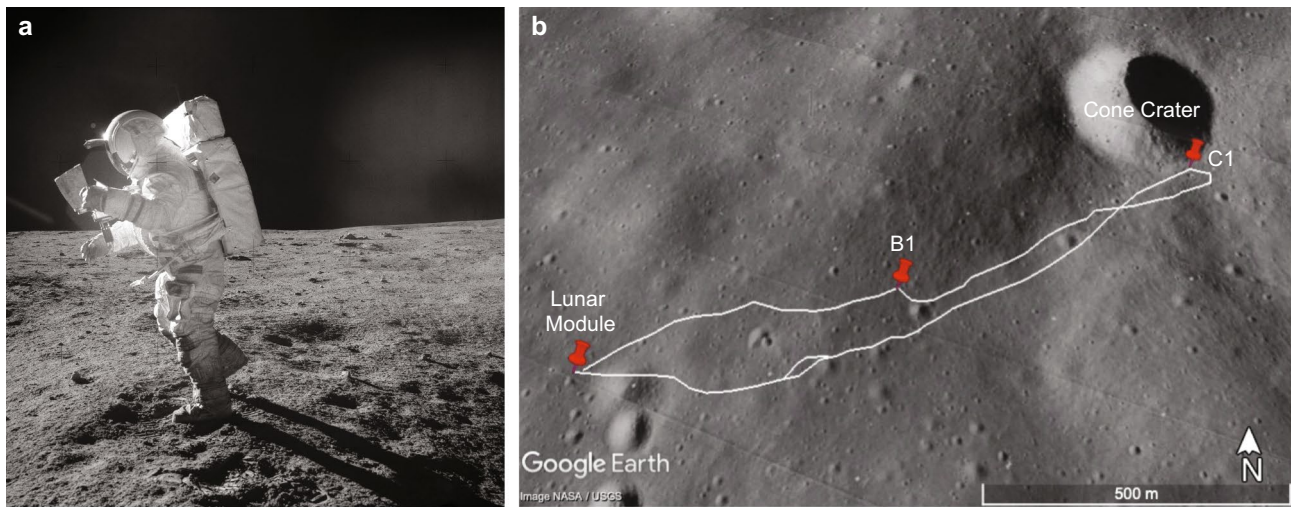 a
b
Cone Crater
C1
B1
Lunar
Module
Google Earth
Image NASA / USGS
N
500 m